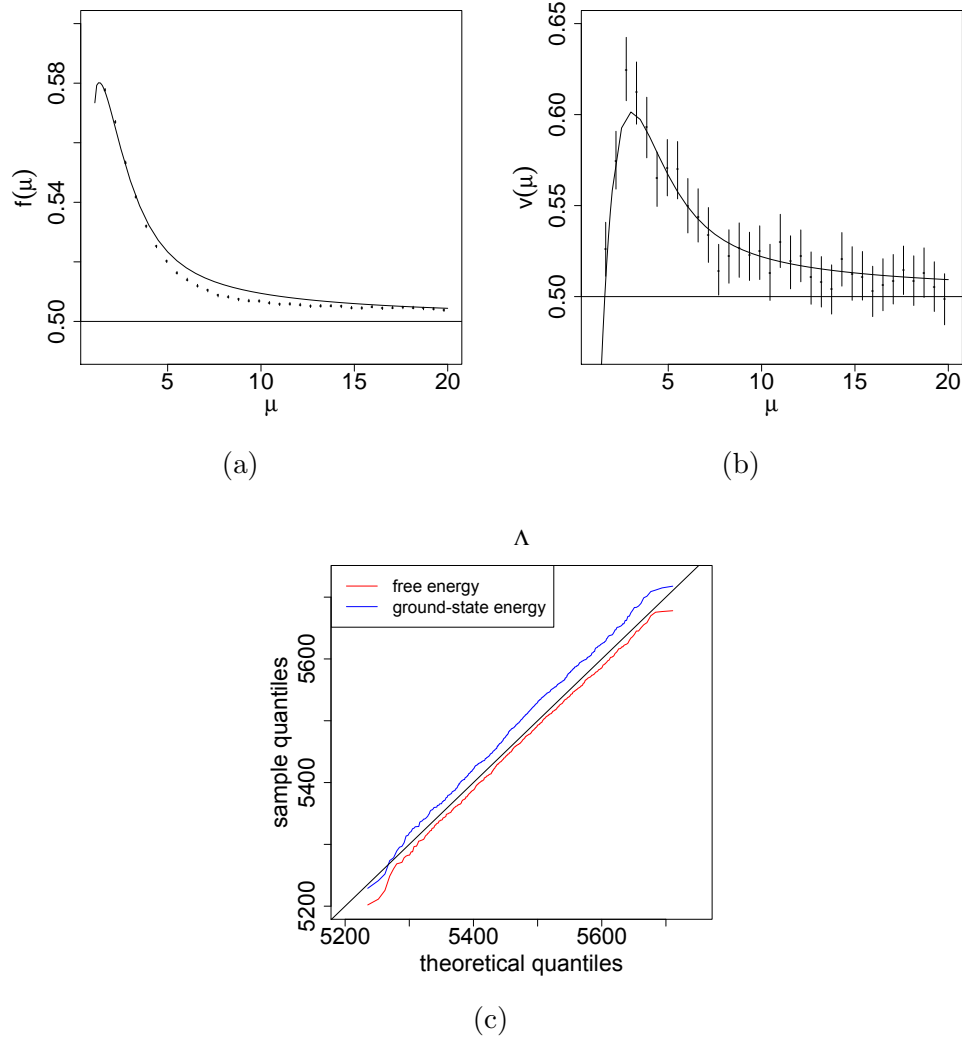 0.50 0.54 0.58
f(μ)
5 10 15 20
μ
(a)
0.50 0.55 0.60 0.65
v(μ)
5 10 15 20
μ
(b)
Λ
free energy
ground-state energy
5200 5400 5600
sample quantiles
5200 5400 5600
theoretical quantiles
(c)